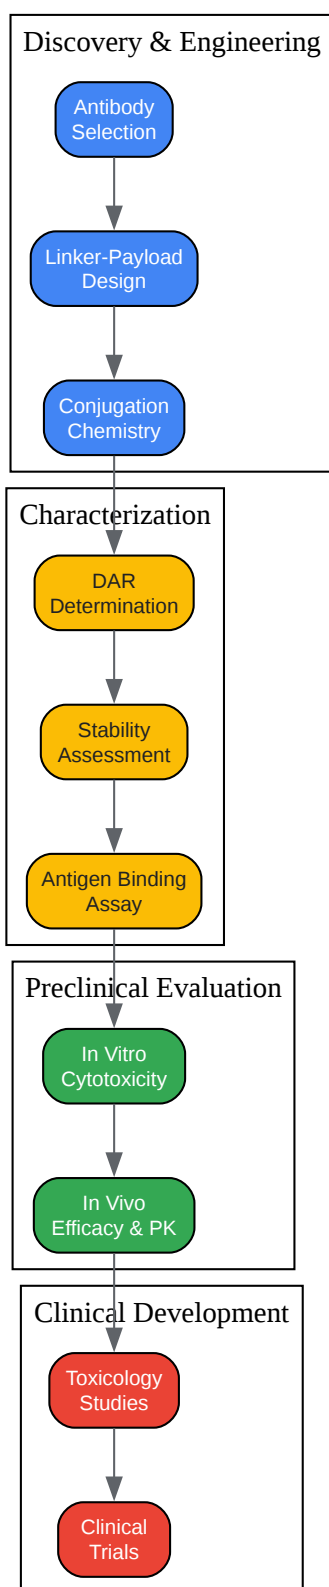 Discovery & Engineering
Antibody
Selection
Linker-Payload
Design
Conjugation
Chemistry
Characterization
DAR
Determination
Stability
Assessment
Antigen Binding
Assay
Preclinical Evaluation
In Vitro
Cytotoxicity
In Vivo
Efficacy & PK
Clinical Development
Toxicology
Studies
Clinical
Trials